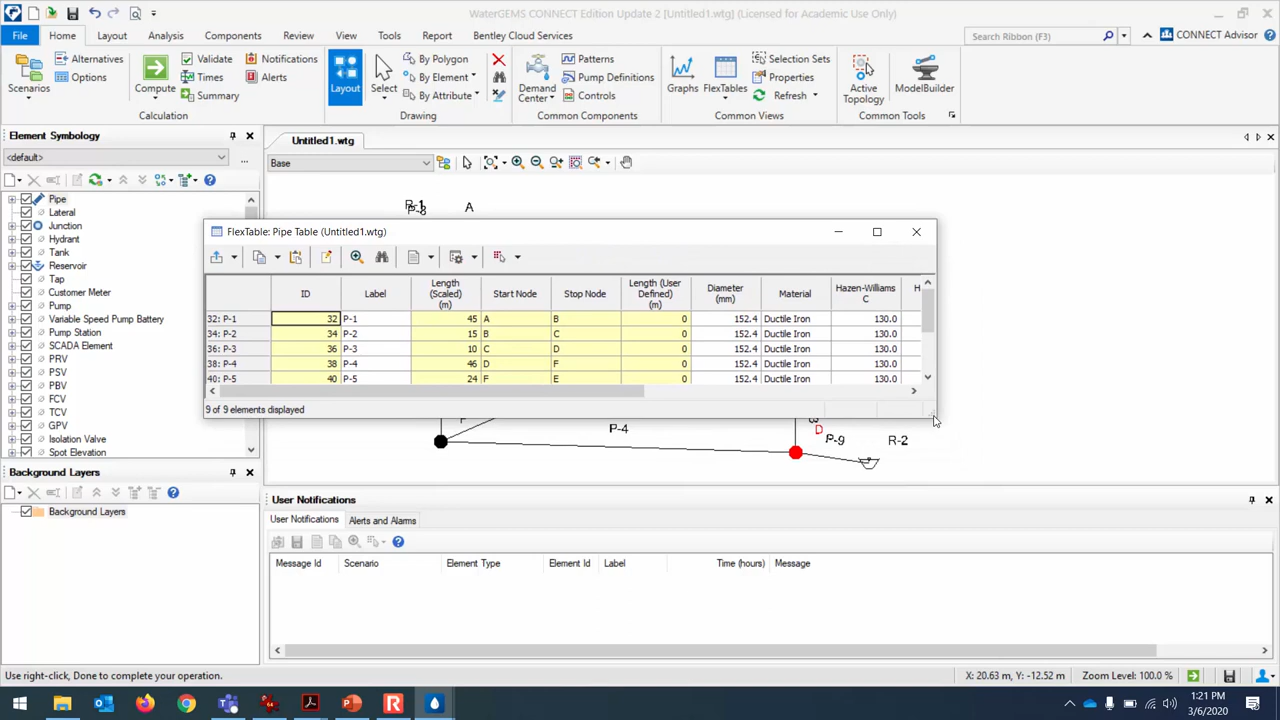 WaterGEMS CONNECT Edition Update 2 [Untitled1.wtg] (Licensed for Academic Use Only)
File Home Layout Analysis Components Review View Tools Report Bentley Cloud Services Search Ribbon (F3) CONNECT Advisor
Scenarios
Alternatives
Options
Compute
Validate
Times
Summary
Notifications
Alerts
Calculation
Layout
Select
By Polygon
By Element
By Attribute
Drawing
Demand Center
Patterns
Pump Definitions
Controls
Common Components
Graphs
FlexTables
Selection Sets
Properties
Refresh
Common Views
Active Topology
ModelBuilder
Common Tools
Element Symbology
<default>
...
Pipe
Lateral
Junction
Hydrant
Tank
Reservoir
Tap
Customer Meter
Pump
Variable Speed Pump Battery
Pump Station
SCADA Element
PRV
PSV
PBV
FCV
TCV
GPV
Isolation Valve
Spot Elevation
Background Layers
Background Layers
Untitled1.wtg
Base
R-1
P-8
A
FlexTable: Pipe Table (Untitled1.wtg)
ID Label Length (Scaled) (m) Start Node Stop Node Length (User Defined) (m) Diameter (mm) Material Hazen-Williams C H
32: P-1 32 P-1 45 A B 0 152.4 Ductile Iron 130.0
34: P-2 34 P-2 15 B C 0 152.4 Ductile Iron 130.0
36: P-3 36 P-3 10 C D 0 152.4 Ductile Iron 130.0
38: P-4 38 P-4 46 D F 0 152.4 Ductile Iron 130.0
40: P-5 40 P-5 24 F E 0 152.4 Ductile Iron 130.0
9 of 9 elements displayed
P-4
D
P-9
R-2
User Notifications
User Notifications Alerts and Alarms
Message Id Scenario Element Type Element Id Label Time (hours) Message
Use right-click, Done to complete your operation.
X: 20.63 m, Y: -12.52 m Zoom Level: 100.0 %
1:21 PM
3/6/2020